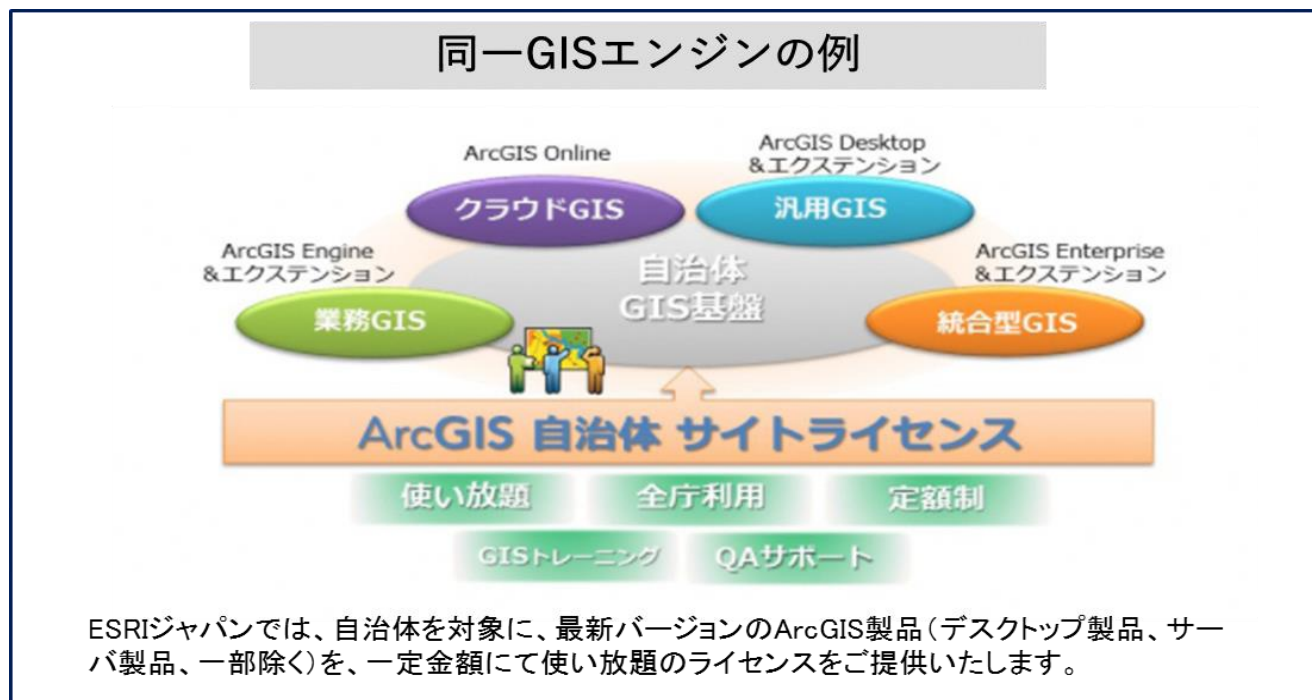 同一GISエンジンの例
ArcGIS Online
ArcGIS Desktop
&エクステンション
クラウドGIS
汎用GIS
ArcGIS Engine
&エクステンション
ArcGIS Enterprise
&エクステンション
自治体
GIS基盤
業務GIS
統合型GIS
ArcGIS 自治体 サイトライセンス
使い放題
全庁利用
定額制
GISトレーニング
QAサポート
ESRIジャパンでは、自治体を対象に、最新バージョンのArcGIS製品(デスクトップ製品、サー
バ製品、一部除く)を、一定金額にて使い放題のライセンスをご提供いたします。